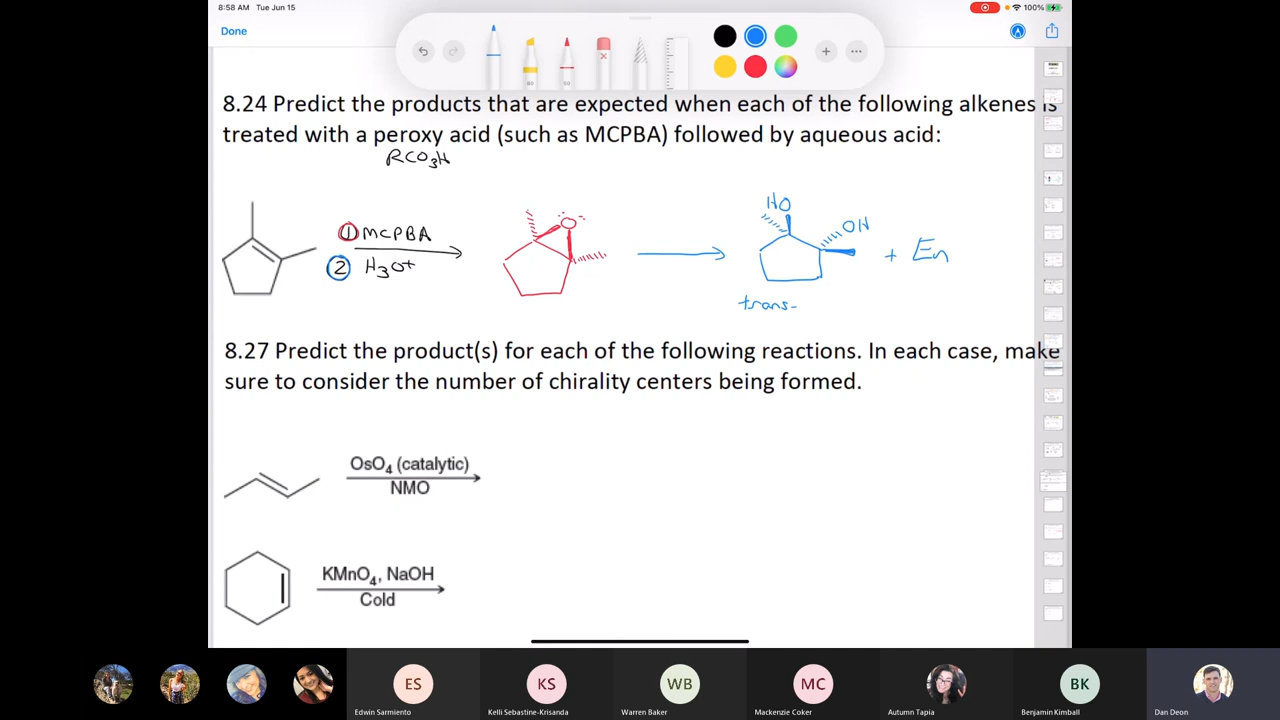 8:58 AM Tue Jun 15
100%
Done
8.24 Predict the products that are expected when each of the following alkenes is
treated with a peroxy acid (such as MCPBA) followed by aqueous acid:
RCO3H
① MCPBA
② H3O+
O
HO
OH
+ En
trans-
8.27 Predict the product(s) for each of the following reactions. In each case, make
sure to consider the number of chirality centers being formed.
OsO4 (catalytic)
NMO
KMnO4, NaOH
Cold
ES
KS
WB
MC
BK
Edwin Sarmiento
Kelli Sebastine-Krisanda
Warren Baker
Mackenzie Coker
Autumn Tapia
Benjamin Kimball
Dan Deon